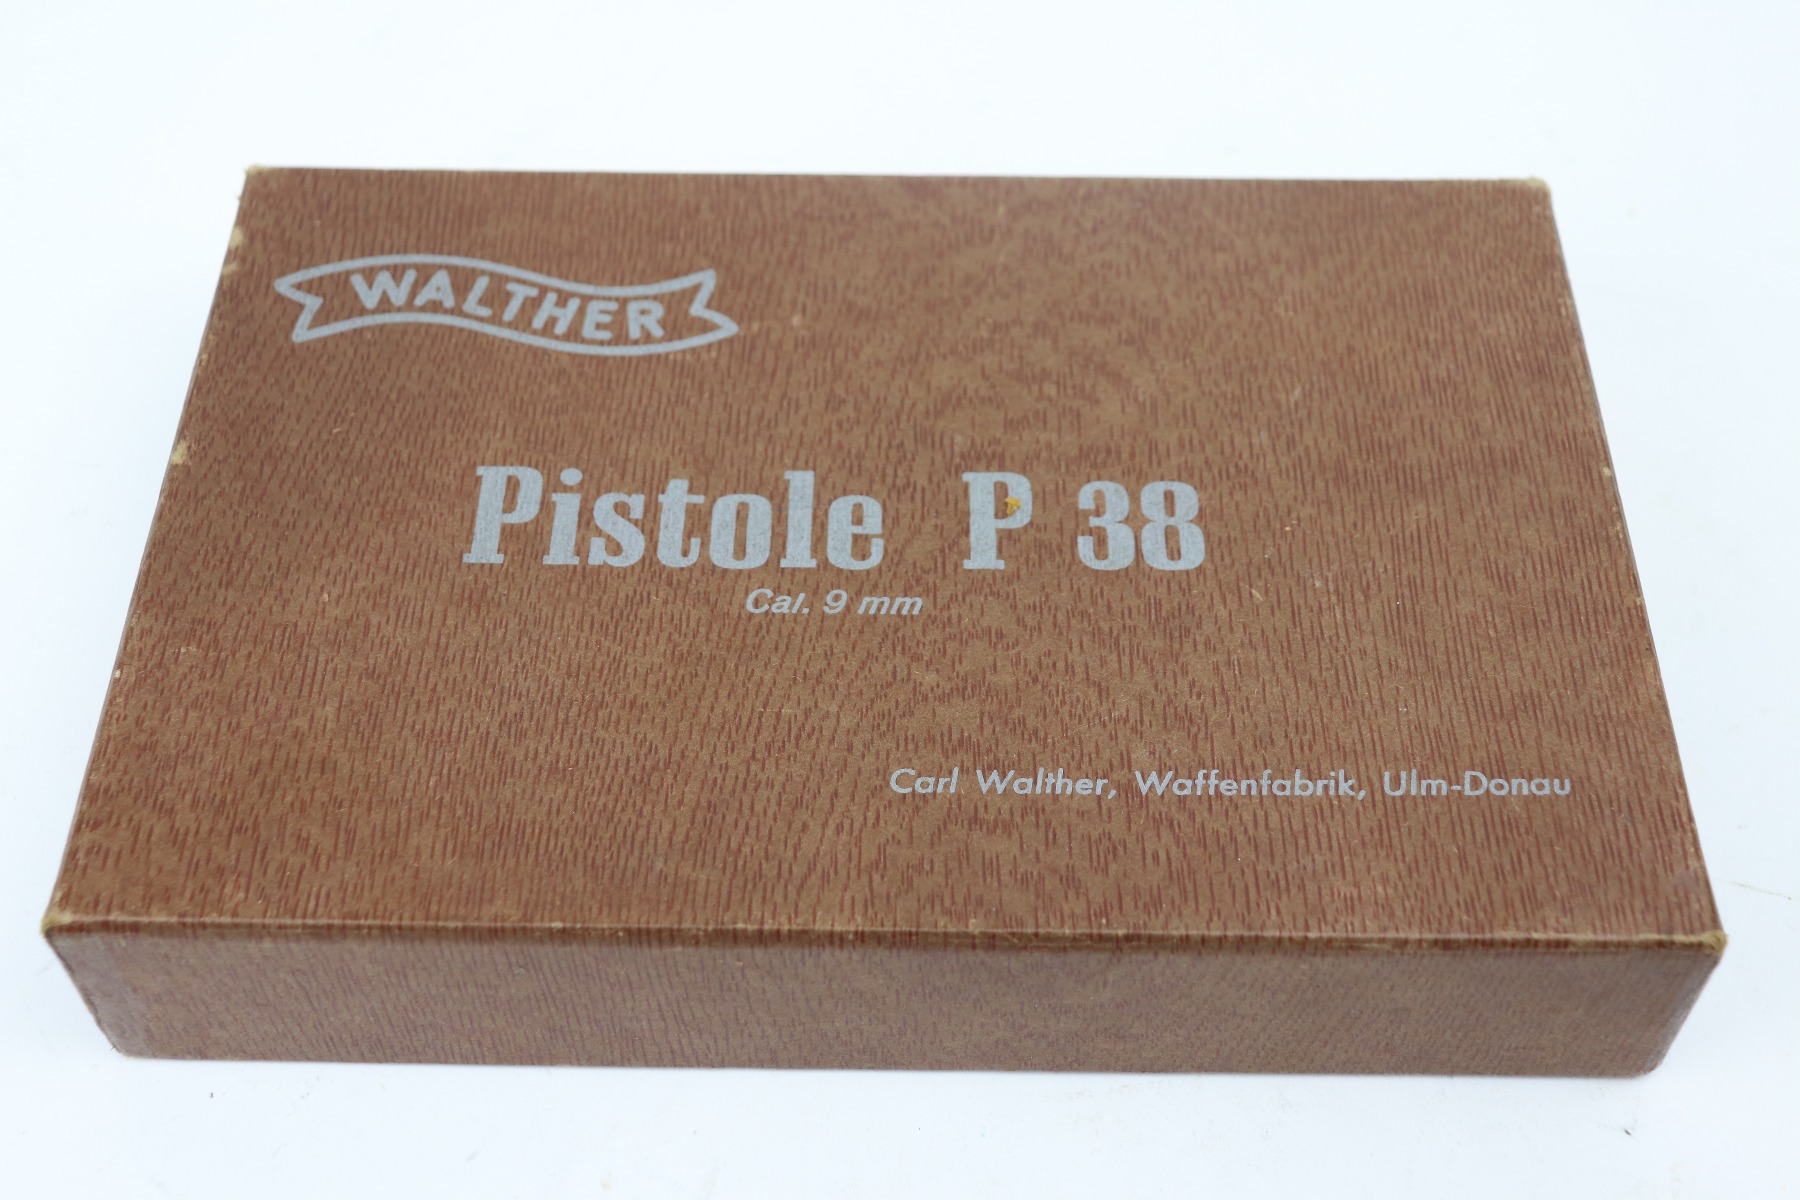 WALTHER
Pistole P 38
Cal. 9 mm
Carl Walther, Waffenfabrik, Ulm-Donau